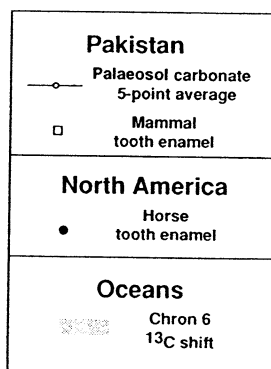 Pakistan
Palaeosol carbonate
5-point average
Mammal
tooth enamel
North America
Horse
tooth enamel
Oceans
Chron 6
¹³C shift